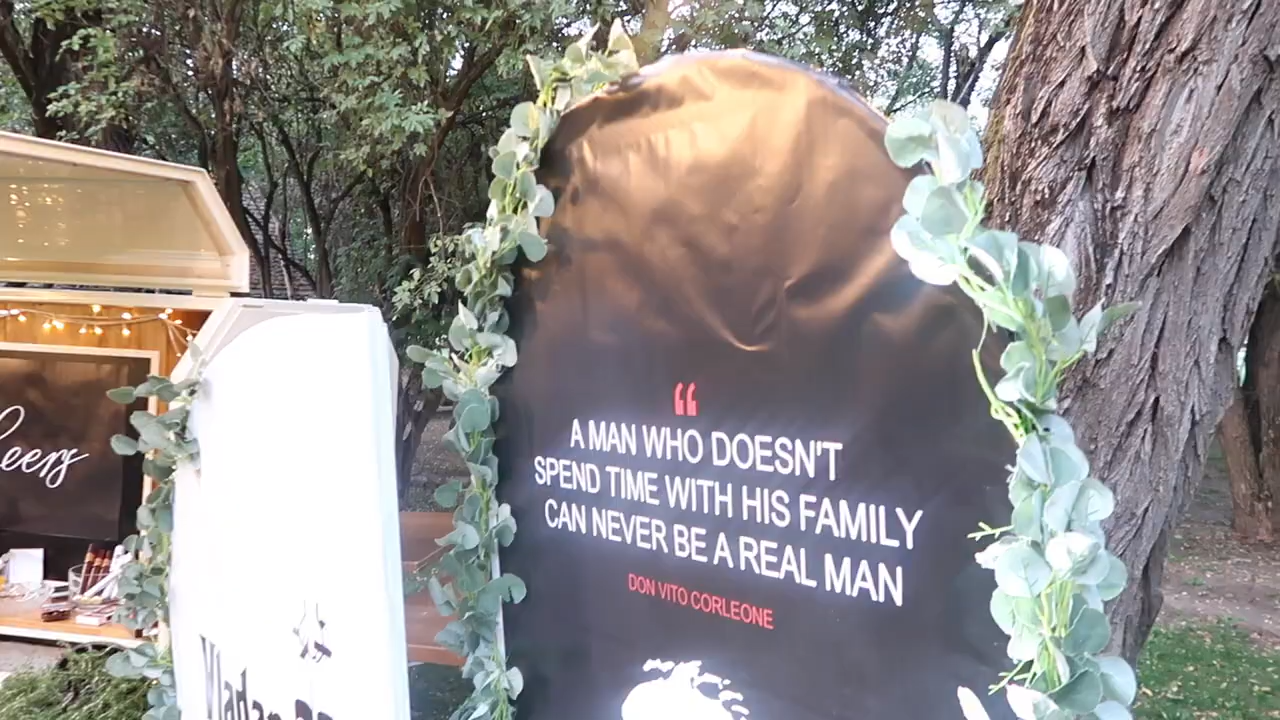 “
A MAN WHO DOESN'T
SPEND TIME WITH HIS FAMILY
CAN NEVER BE A REAL MAN
DON VITO CORLEONE